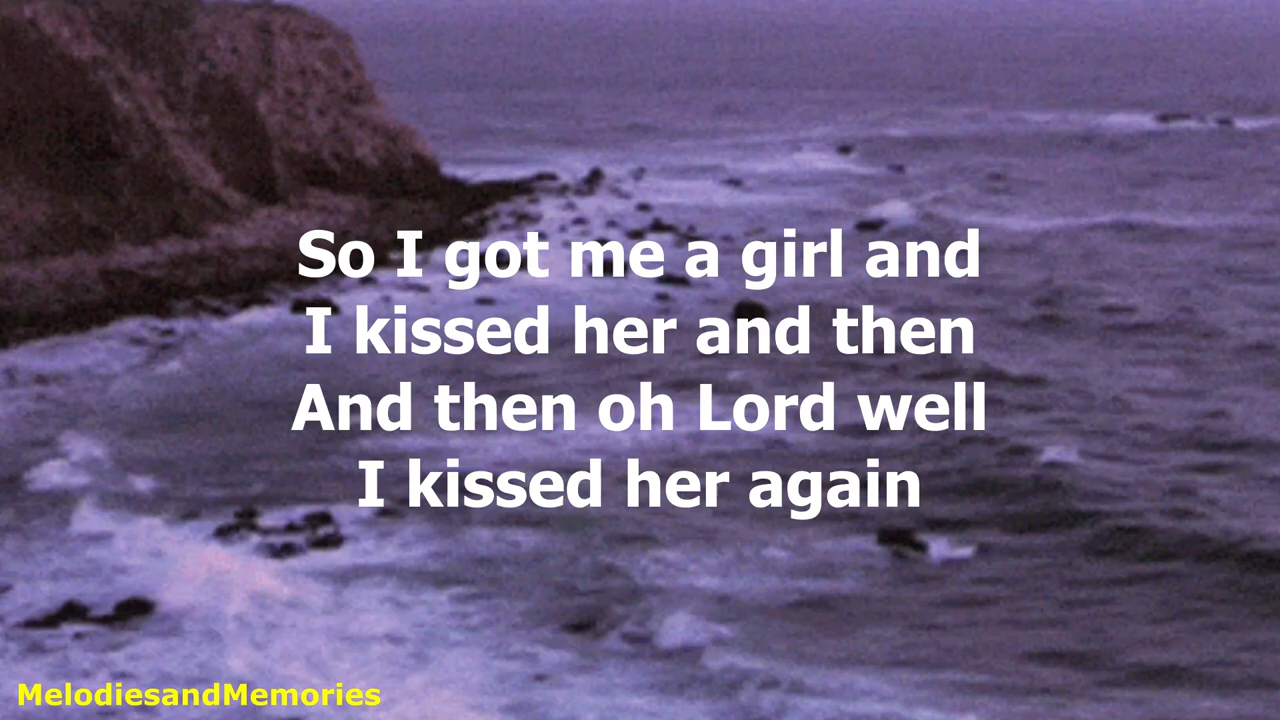 So I got me a girl and
I kissed her and then
And then oh Lord well
I kissed her again
MelodiesandMemories